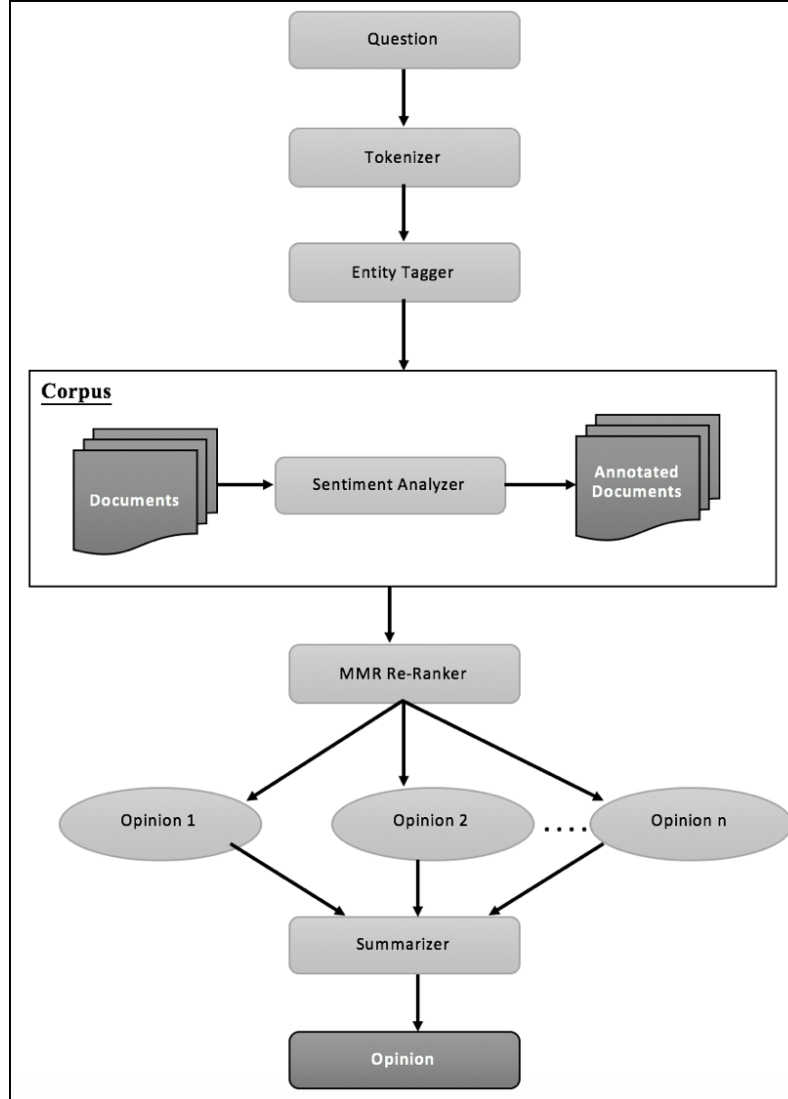 Question
Tokenizer
Entity Tagger
Corpus
Documents
Sentiment Analyzer
Annotated
Documents
MMR Re-Ranker
Opinion 1
Opinion 2
....
Opinion n
Summarizer
Opinion